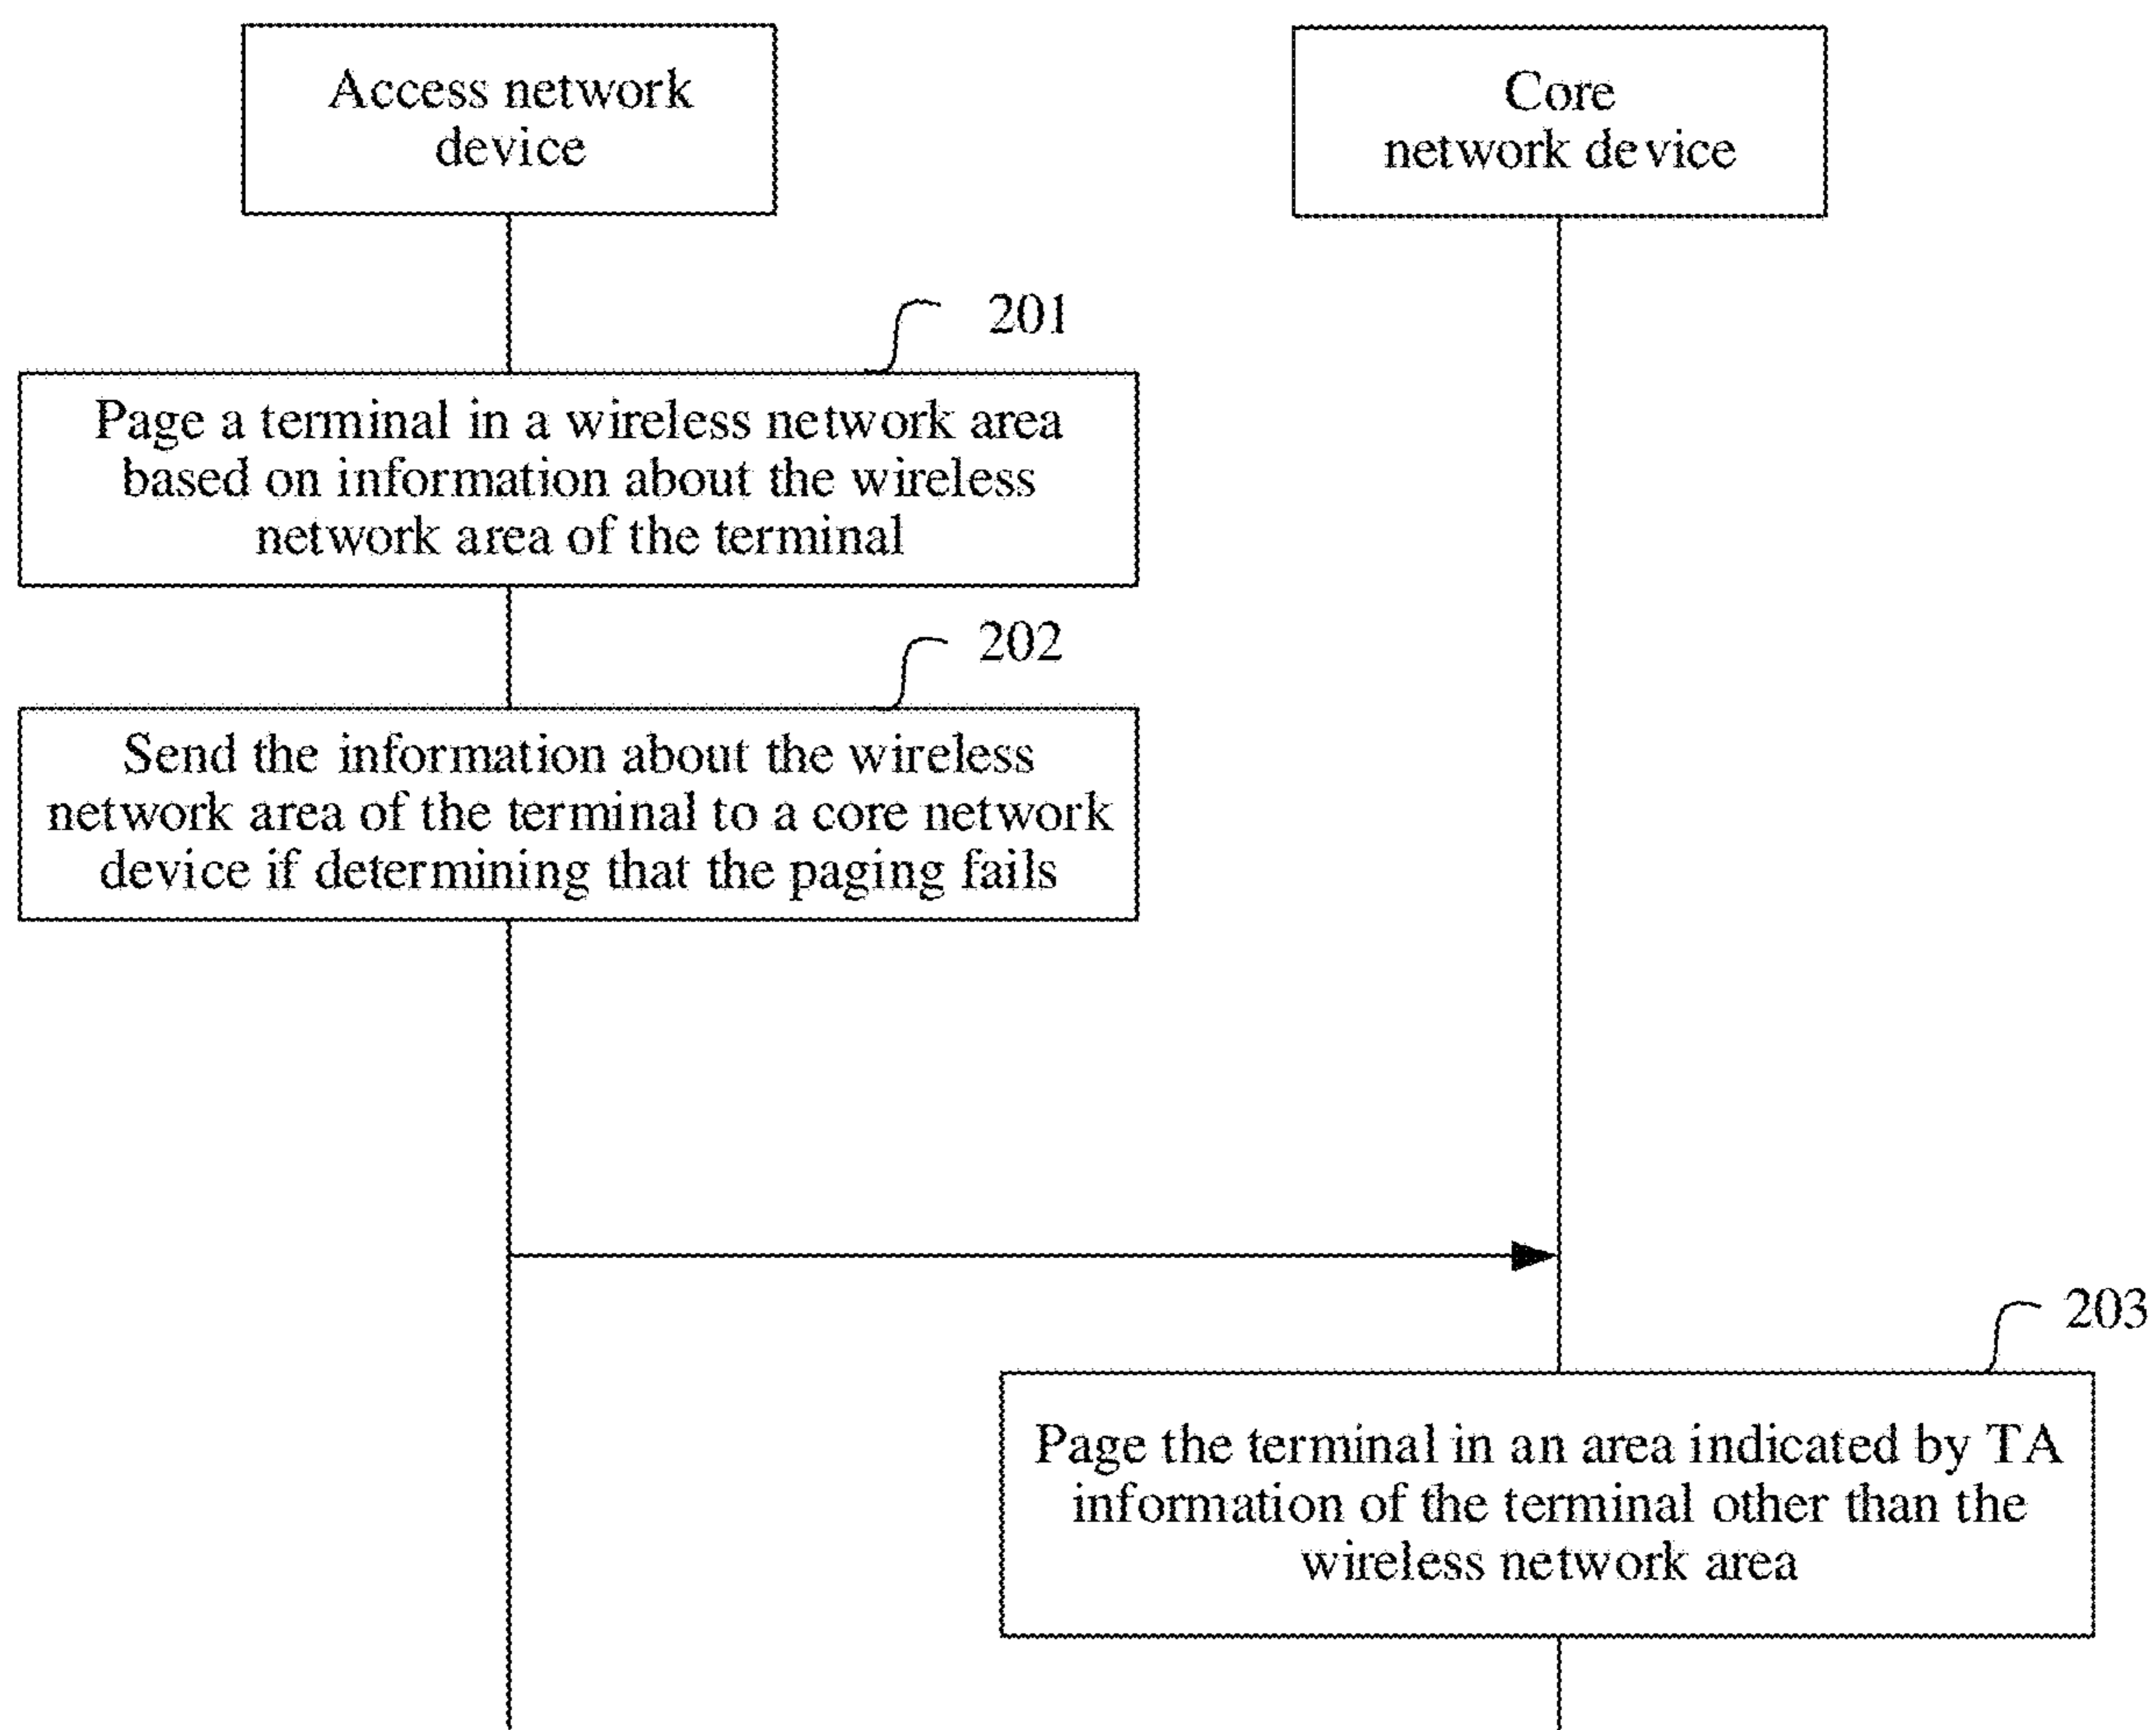 Access network
device
Core
network device
201
Page a terminal in a wireless network area
based on information about the wireless
network area of the terminal
202
Send the information about the wireless
network area of the terminal to a core network
device if determining that the paging fails
203
Page the terminal in an area indicated by TA
information of the terminal other than the
wireless network area